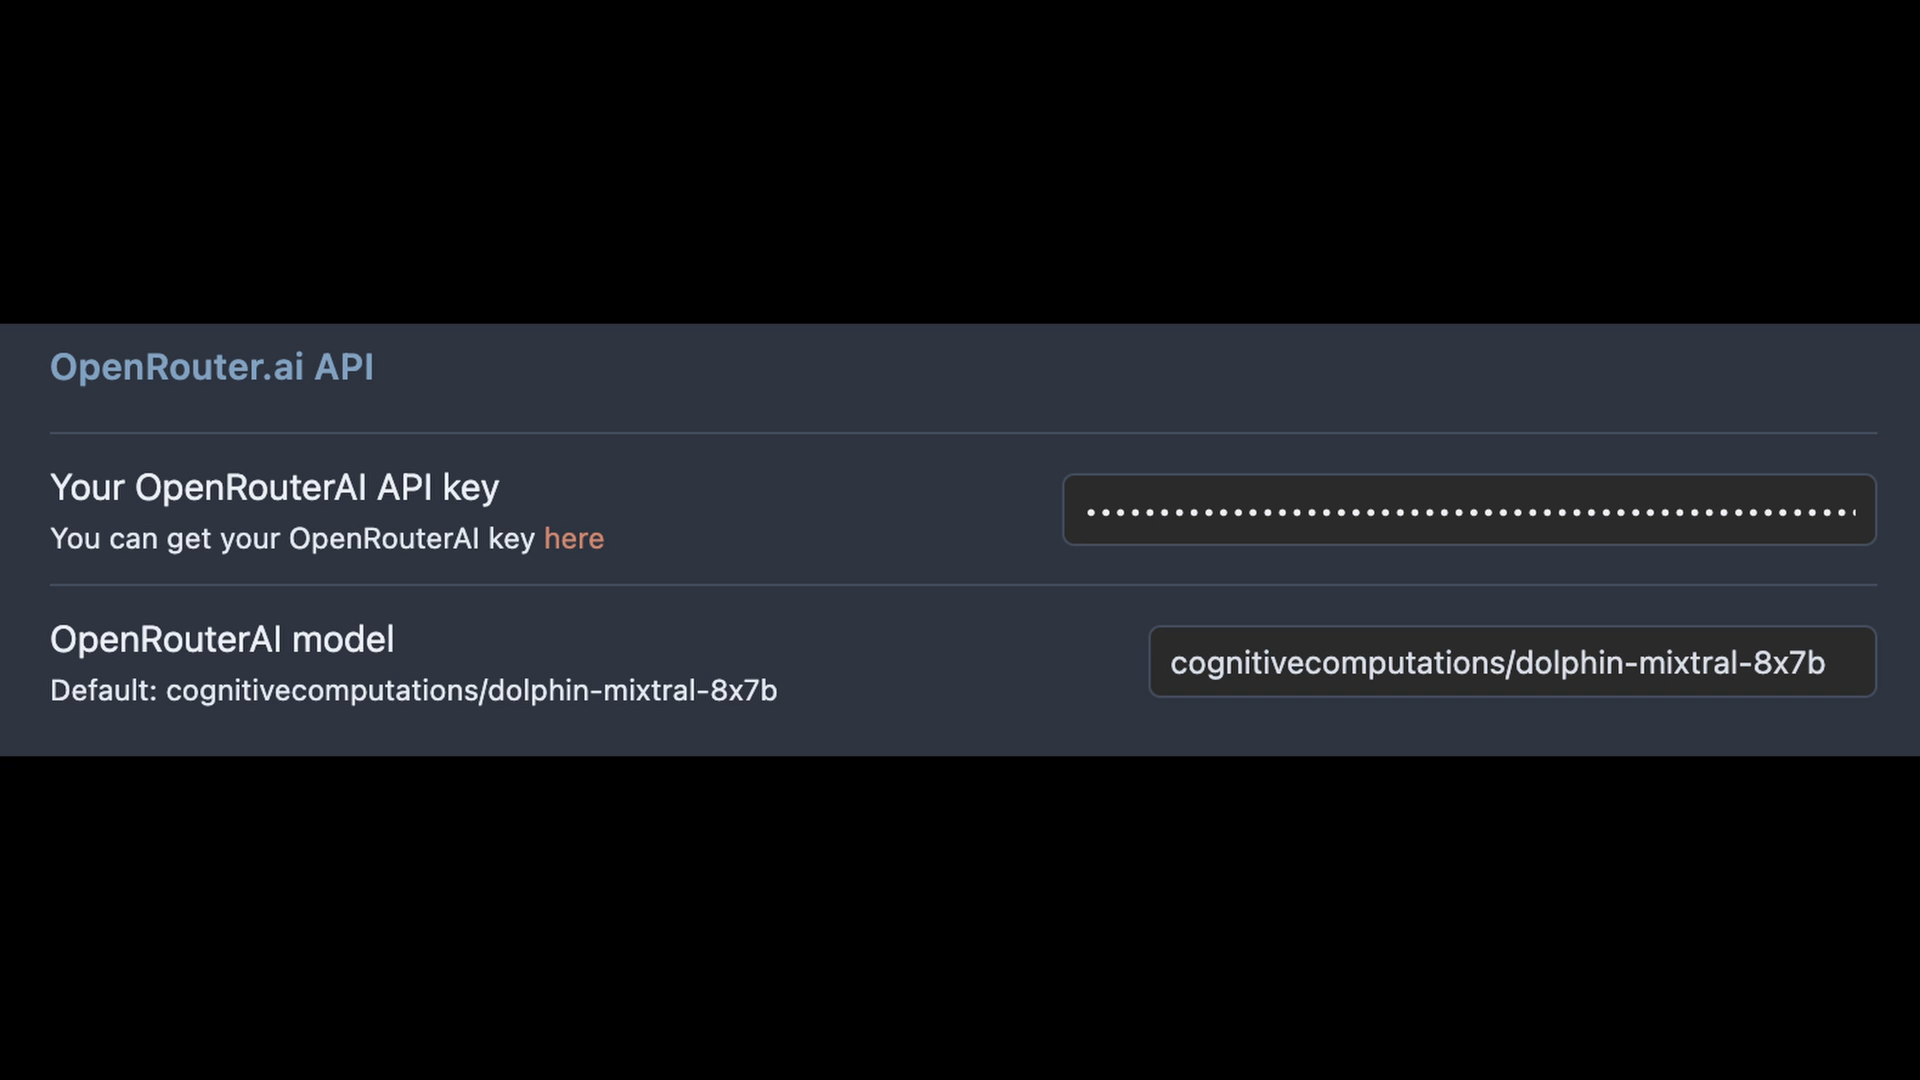 OpenRouter.ai API
Your OpenRouterAI API key
You can get your OpenRouterAI key here
OpenRouterAI model
cognitivecomputations/dolphin-mixtral-8x7b
Default: cognitivecomputations/dolphin-mixtral-8x7b